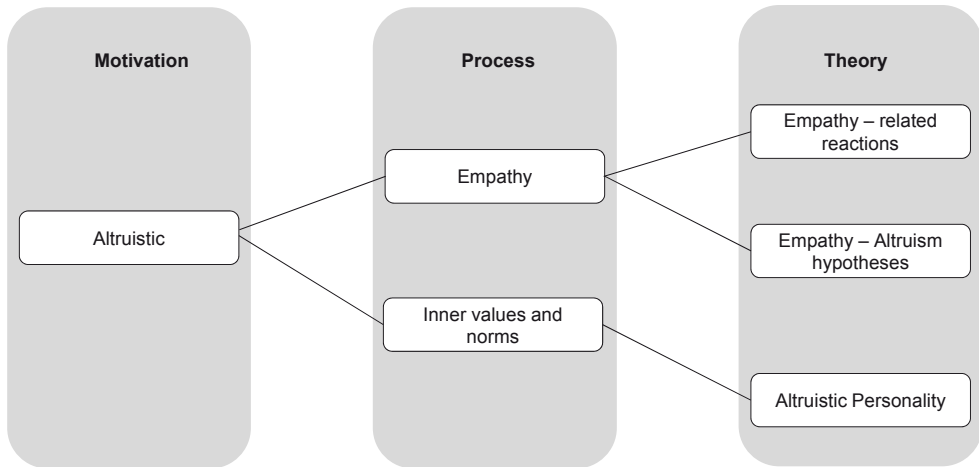 Motivation
Process
Theory
Empathy – related
reactions
Empathy
Altruistic
Empathy – Altruism
hypotheses
Inner values and
norms
Altruistic Personality